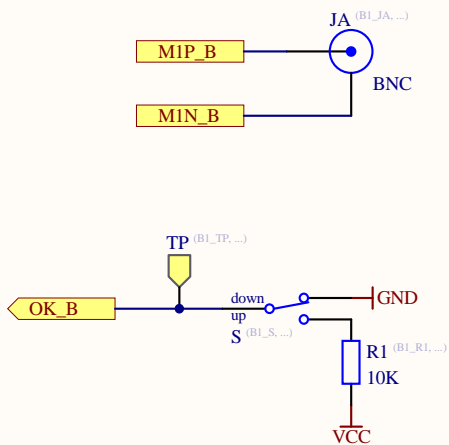 JA (B1_JA, ...)
M1P_B
BNC
M1N_B
TP (B1_TP, ...)
down
GND
OK_B
up
S (B1_S, ...)
R1 (B1_R1, ...)
10K
VCC